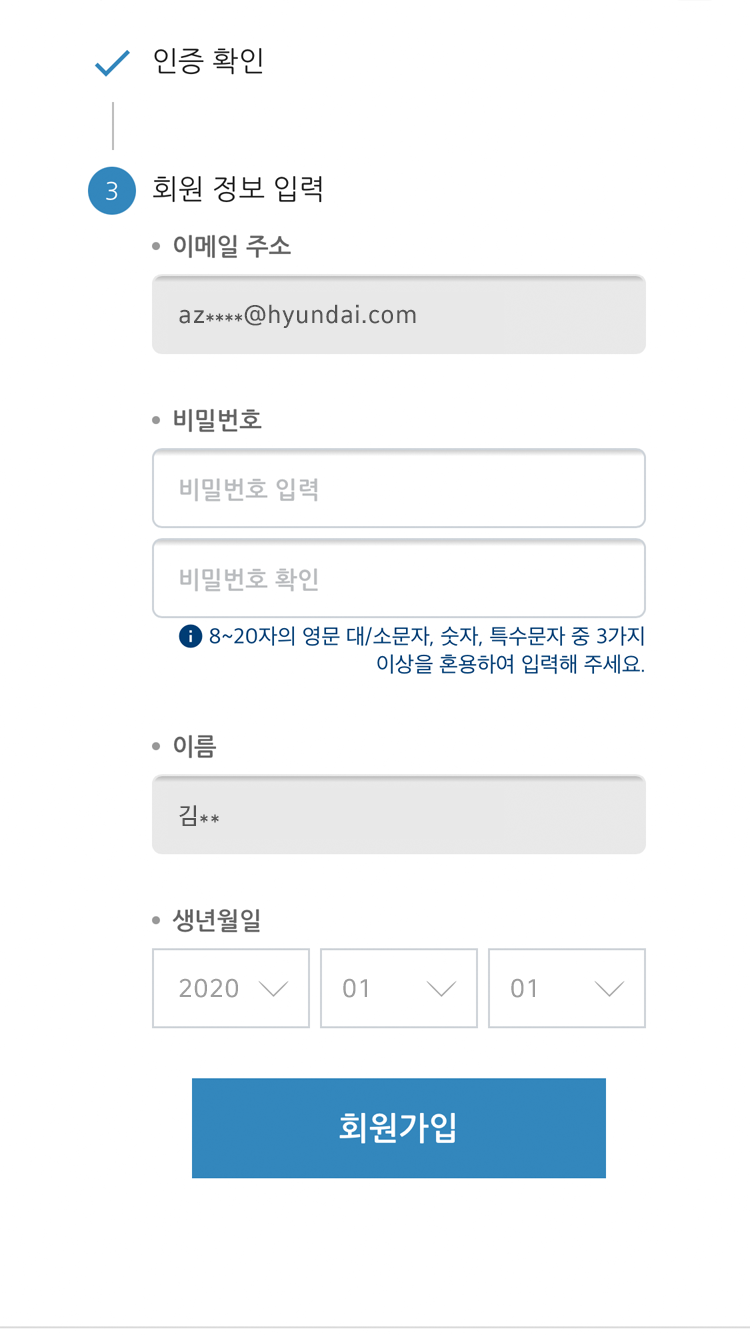 인증 확인
3 회원 정보 입력
• 이메일 주소
az****@hyundai.com
• 비밀번호
비밀번호 입력
비밀번호 확인
i 8~20자의 영문 대/소문자, 숫자, 특수문자 중 3가지
이상을 혼용하여 입력해 주세요.
• 이름
김**
• 생년월일
2020 01 01
회원가입